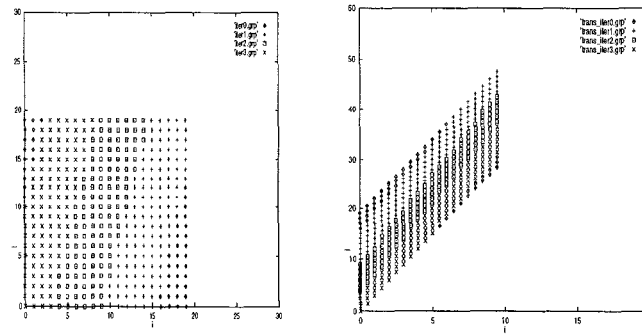 30
25
20
15
10
5
0
0 5 10 15 20 25 30
i
"iter0.grp"
"iter1.grp"
"iter2.grp"
"iter3.grp"
60
50
40
30
20
10
0
0 5 10 15
i
"trans_iter0.grp"
"trans_iter1.grp"
"trans_iter2.grp"
"trans_iter3.grp"